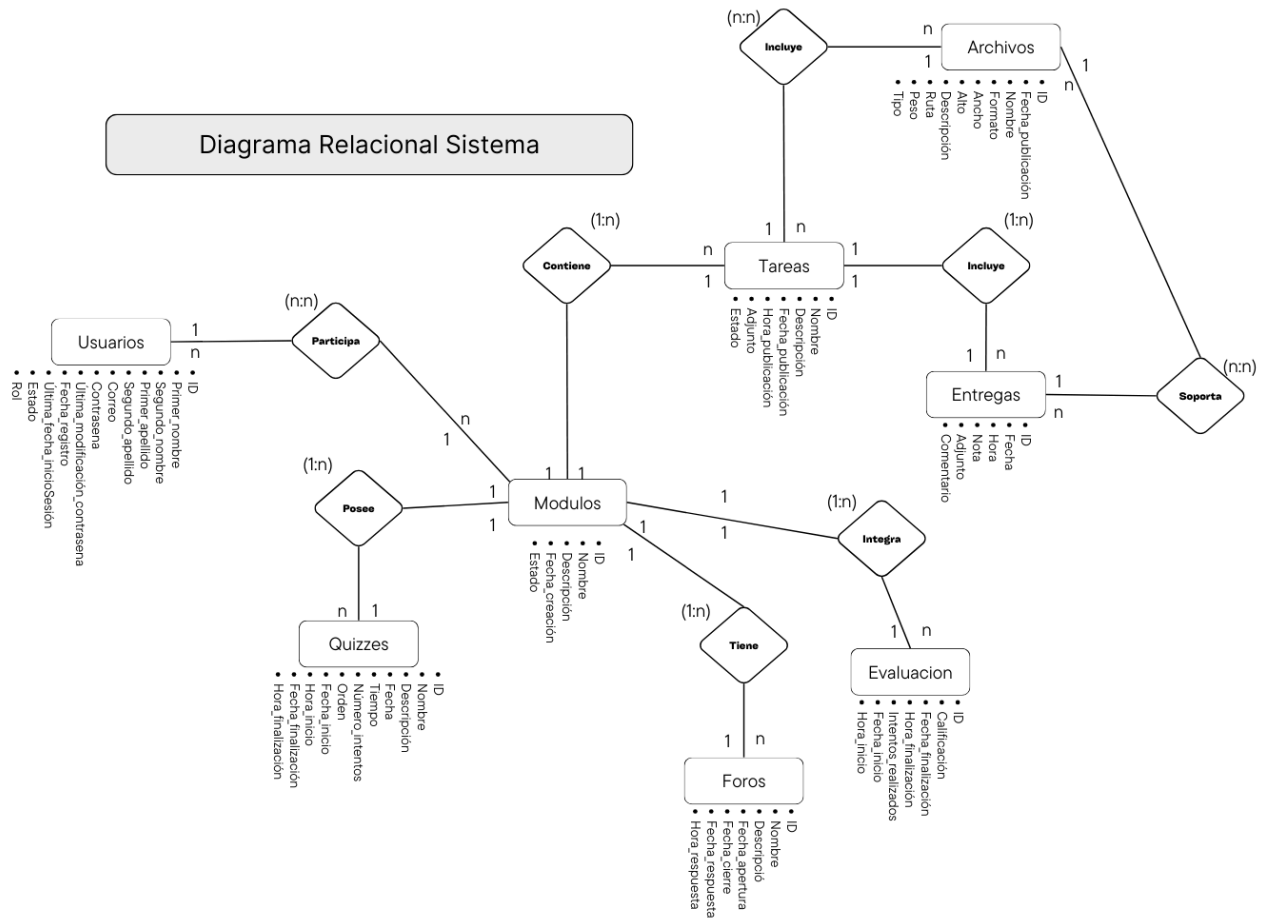 (n:n)
Incluye
n
1
Archivos
1
n
ID
Fecha_publicación
Nombre
Formato
Ancho
Alto
Descripción
Ruta
Peso
Tipo
Diagrama Relacional Sistema
(1:n)
Contiene
n
1
1
n
Tareas
1
1
(1:n)
Incluye
ID
Nombre
Descripción
Fecha_publicación
Hora_publicación
Adjunto
Estado
1
n
Entregas
1
n
(n:n)
Soporta
ID
Fecha
Hora
Nota
Adjunto
Comentario
Usuarios
1
n
(n:n)
Participa
ID
Primer_nombre
Segundo_nombre
Primer_apellido
Segundo_apellido
Correo
Contrasena
Última_modificación_contrasena
Fecha_registro
Última_fecha_inicioSesión
Estado
Rol
n
1
(1:n)
Posee
1
1
1
1
Modulos
1
1
1
1
ID
Nombre
Descripción
Fecha_creación
Estado
(1:n)
Integra
n
1
Quizzes
ID
Nombre
Descripción
Fecha
Tiempo
Número_intentos
Orden
Fecha_inicio
Hora_inicio
Fecha_finalización
Hora_finalización
(1:n)
Tiene
1
n
Evaluacion
ID
Calificación
Fecha_finalización
Hora_finalización
Intentos_realizados
Fecha_inicio
Hora_inicio
1
n
Foros
ID
Nombre
Descripció
Fecha_apertura
Fecha_cierre
Fecha_respuesta
Hora_respuesta